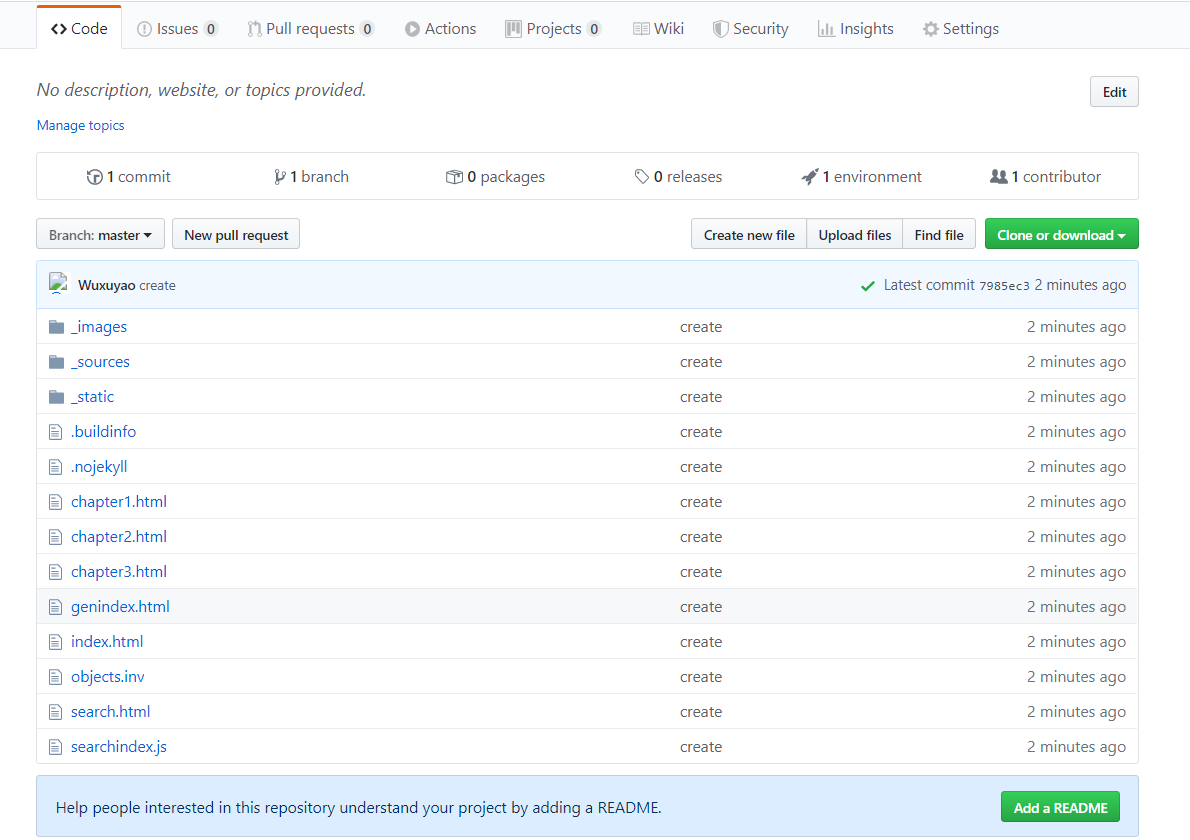 Code Issues 0 Pull requests 0 Actions Projects 0 Wiki Security Insights Settings
No description, website, or topics provided. Edit
Manage topics
1 commit 1 branch 0 packages 0 releases 1 environment 1 contributor
Branch: master New pull request Create new file Upload files Find file Clone or download
Wuxuyao create Latest commit 7985ec3 2 minutes ago
_images create 2 minutes ago
_sources create 2 minutes ago
_static create 2 minutes ago
.buildinfo create 2 minutes ago
.nojekyll create 2 minutes ago
chapter1.html create 2 minutes ago
chapter2.html create 2 minutes ago
chapter3.html create 2 minutes ago
genindex.html create 2 minutes ago
index.html create 2 minutes ago
objects.inv create 2 minutes ago
search.html create 2 minutes ago
searchindex.js create 2 minutes ago
Help people interested in this repository understand your project by adding a README. Add a README